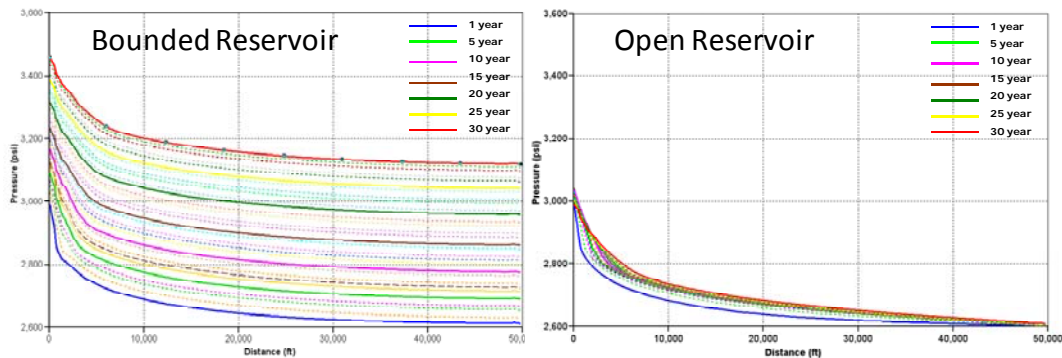 Bounded Reservoir
3,000
3,400
3,200
3,000
2,800
2,600
Pressure (psi)
0
10,000
20,000
30,000
40,000
50,0
Distance (ft)
1 year
5 year
10 year
15 year
20 year
25 year
30 year
Open Reservoir
3,600
3,400
3,200
3,000
2,800
2,600
Pressure (psi)
0
10,000
20,000
30,000
40,000
50,000
Distance (ft)
1 year
5 year
10 year
15 year
20 year
25 year
30 year